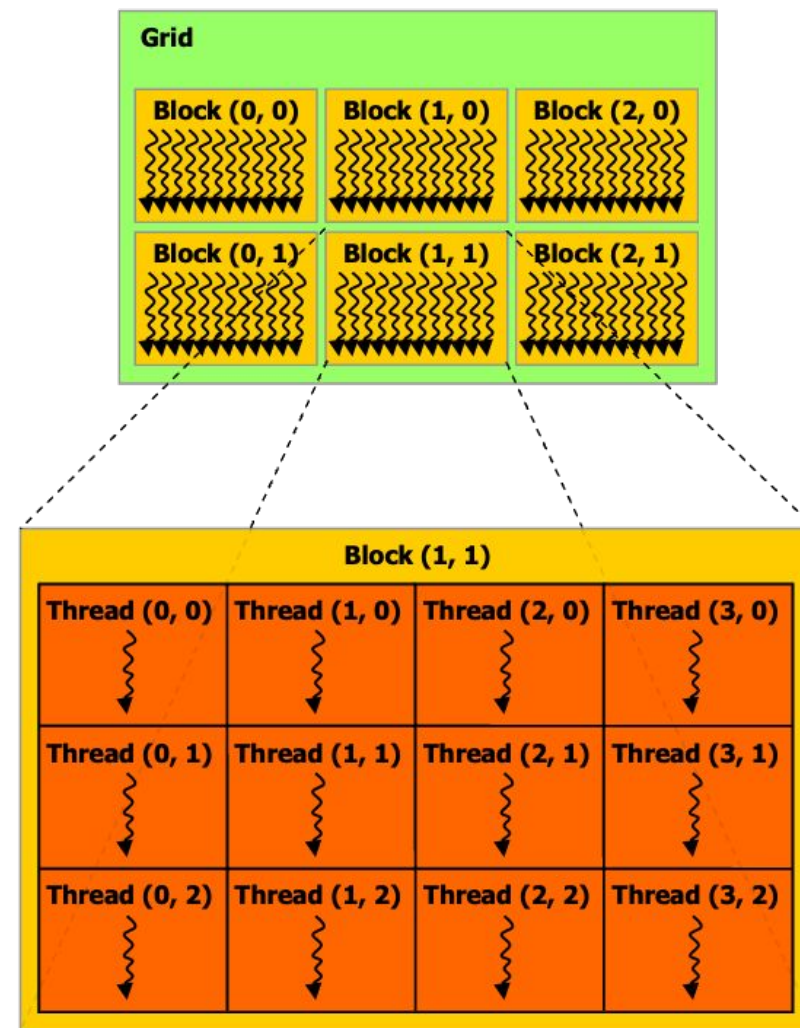 Grid
Block (0, 0) Block (1, 0) Block (2, 0)
Block (0, 1) Block (1, 1) Block (2, 1)
Block (1, 1)
Thread (0, 0) Thread (1, 0) Thread (2, 0) Thread (3, 0)
Thread (0, 1) Thread (1, 1) Thread (2, 1) Thread (3, 1)
Thread (0, 2) Thread (1, 2) Thread (2, 2) Thread (3, 2)